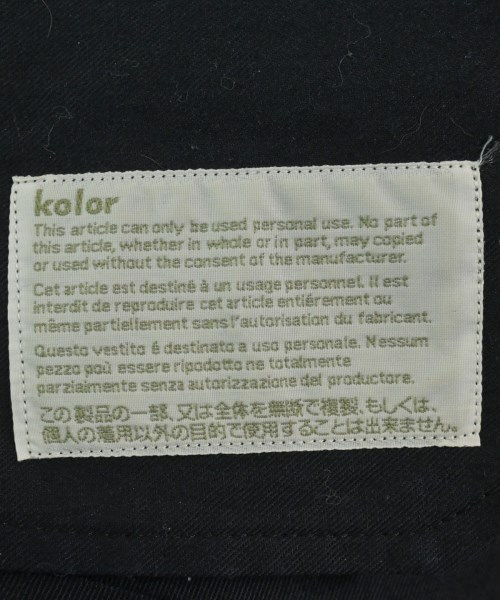 kolor
This article can only be used personal use. No part of
this article, whether in whole or in part, may copied
or used without the consent of the manufacturer.
Cet article est destiné à un usage personnel. Il est
interdit de reproduire cet article entiérement ou
même partiellement sans l'autorisation du fabricant.
Questo vestito é destinato a uso personale. Nessum
pezzo poù essere ripodotto ne totalmente
parzialmente senza autorizzazione del productore.
この製品の一部、又は全体を無断で複製、もしくは、
個人の着用以外の目的で使用することは出来ません。